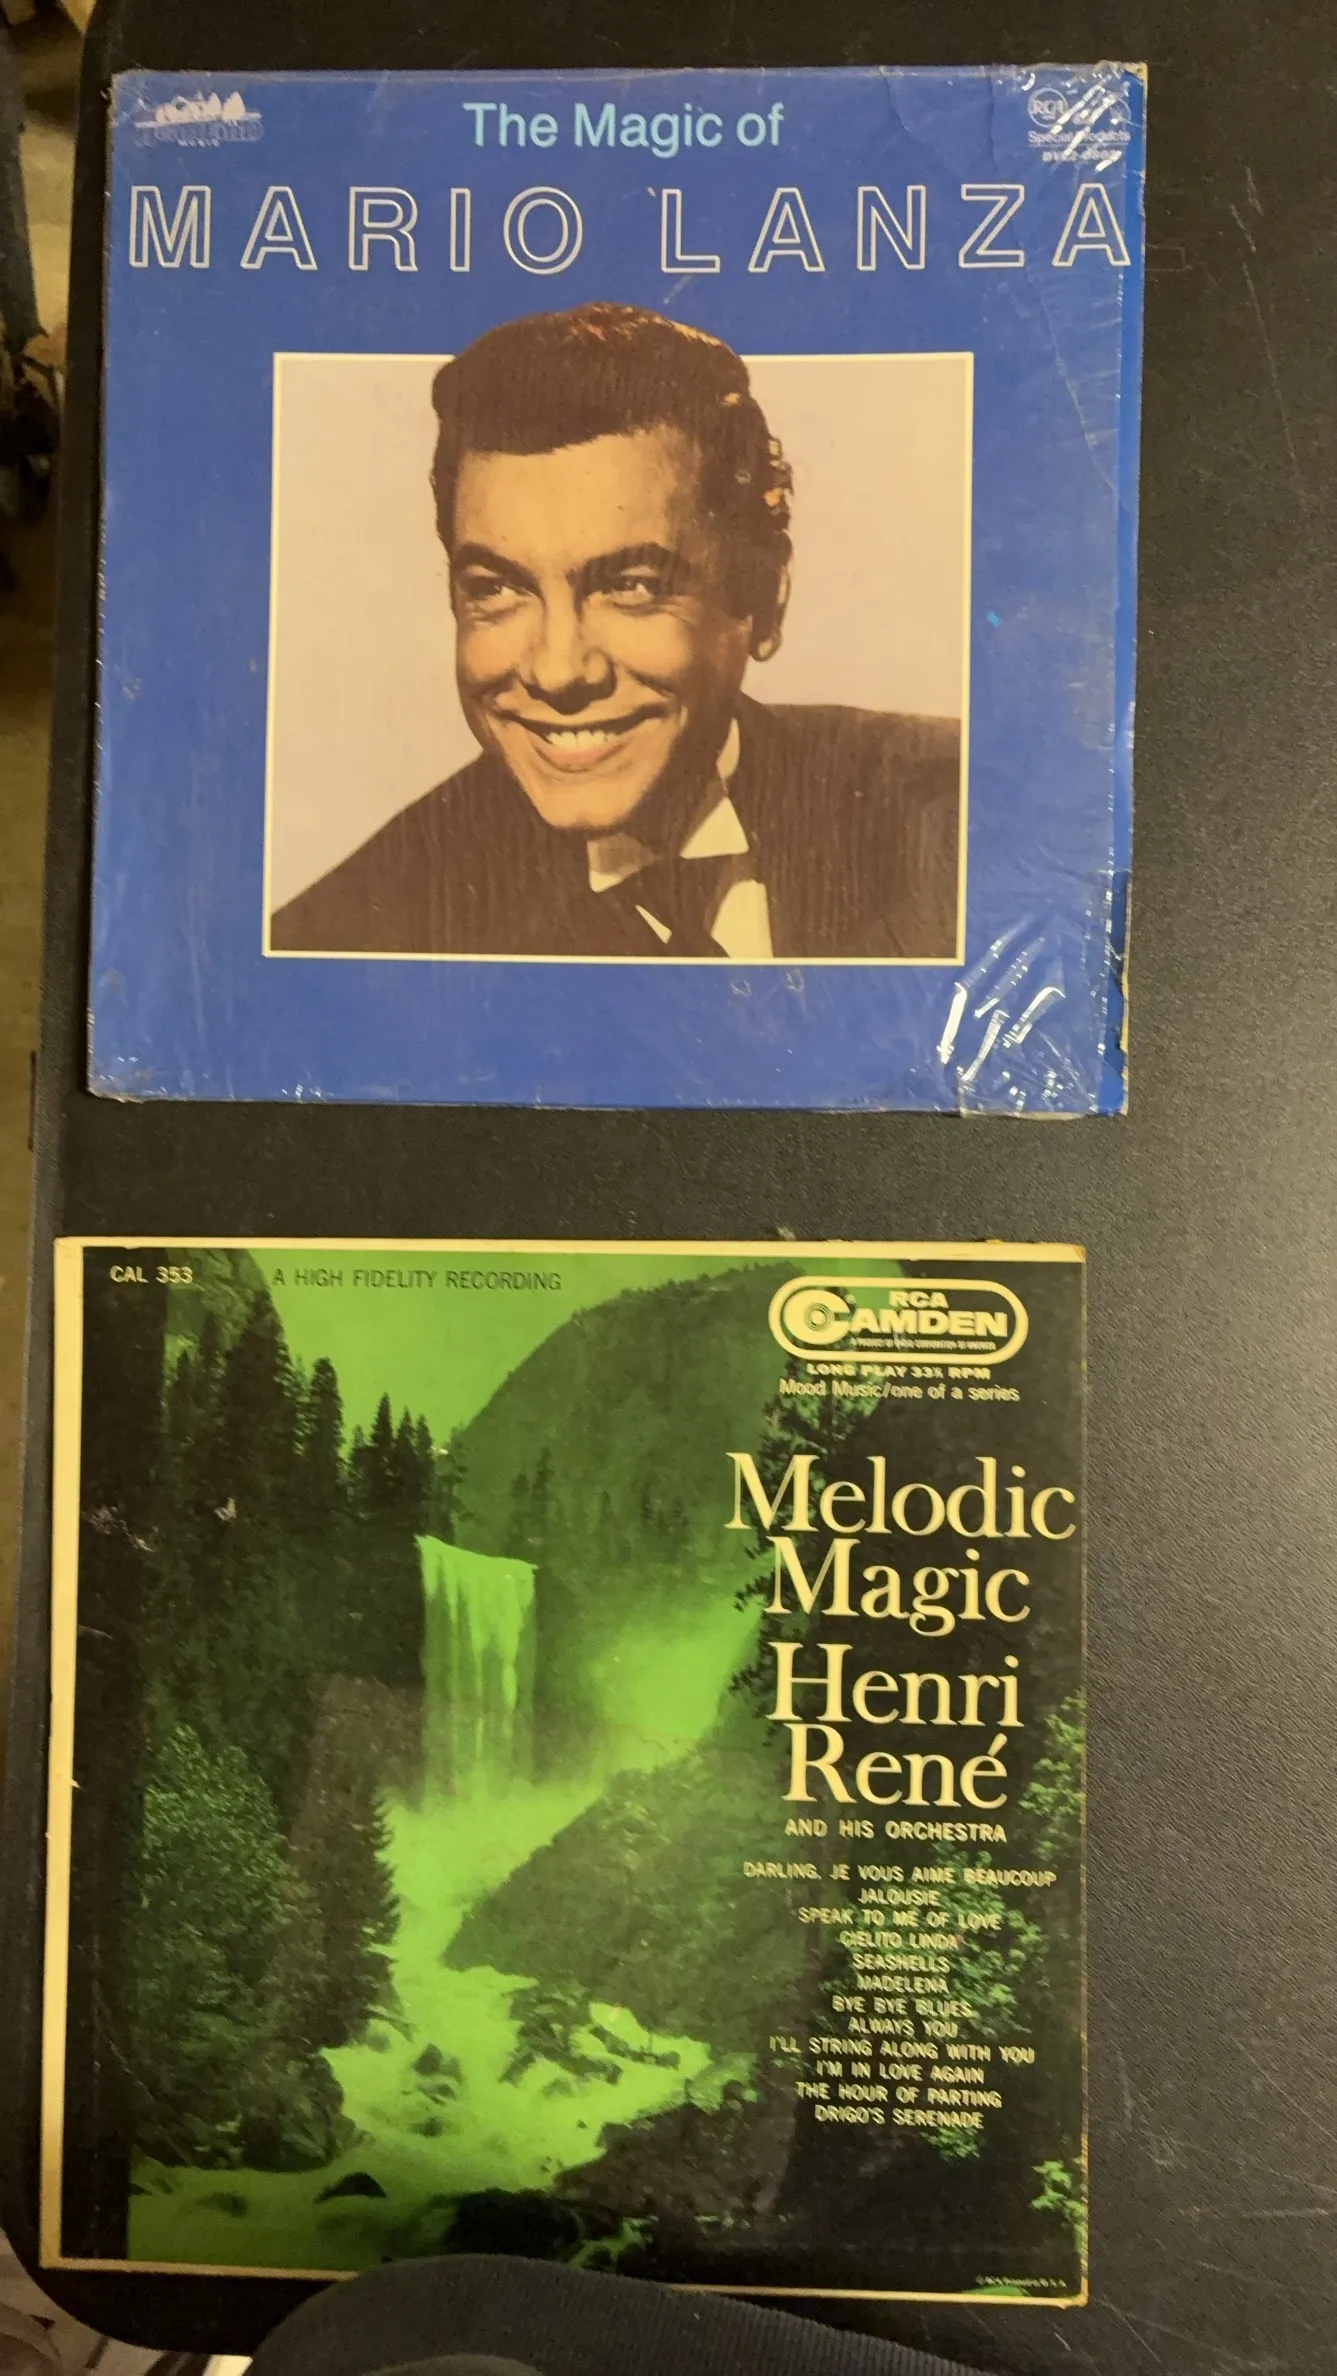 The Magic of
RCA
Special Products
MARIO LANZA
CAL 353
A HIGH FIDELITY RECORDING
RCA
CAMDEN
LONG PLAY 33⅓ RPM
Mood Music/one of a series
Melodic
Magic
Henri
René
AND HIS ORCHESTRA
DARLING, JE VOUS AIME BEAUCOUP
JALOUSIE
SPEAK TO ME OF LOVE
CIELITO LINDA
SEASHELLS
MADELENA
BYE BYE BLUES
ALWAYS YOU
I'LL STRING ALONG WITH YOU
I'M IN LOVE AGAIN
THE HOUR OF PARTING
DRIGO'S SERENADE